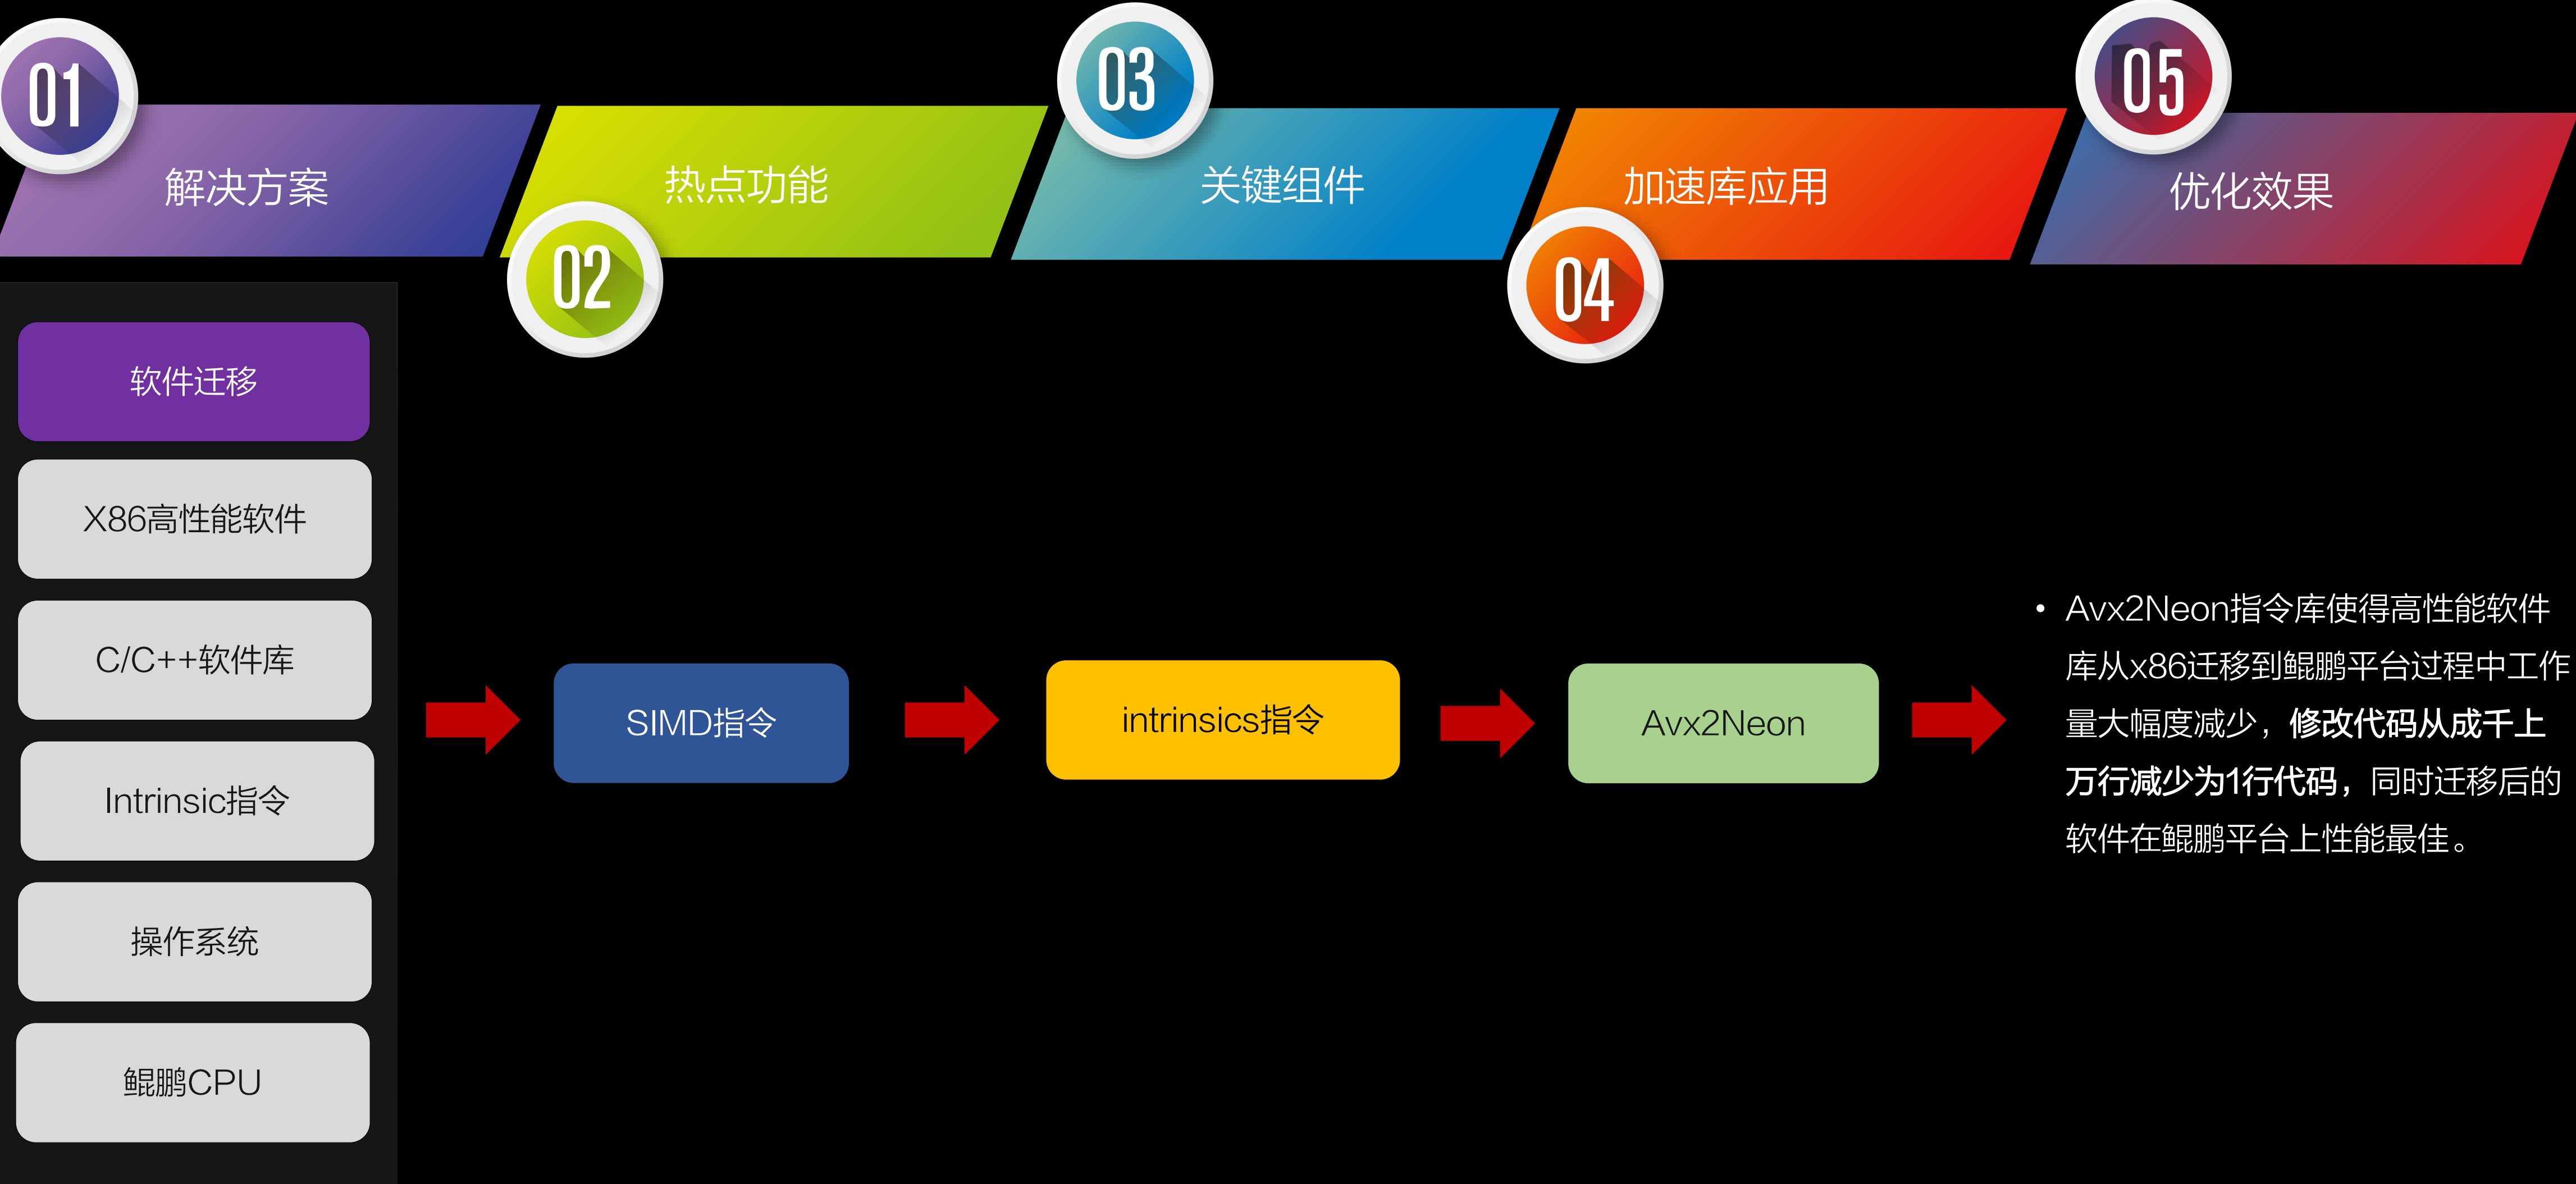 01
解决方案
02
热点功能
03
关键组件
04
加速库应用
05
优化效果
软件迁移
X86高性能软件
C/C++软件库
Intrinsic指令
操作系统
鲲鹏CPU
SIMD指令
intrinsics指令
Avx2Neon
• Avx2Neon指令库使得高性能软件
库从x86迁移到鲲鹏平台过程中工作
量大幅度减少，修改代码从成千上
万行减少为1行代码，同时迁移后的
软件在鲲鹏平台上性能最佳。